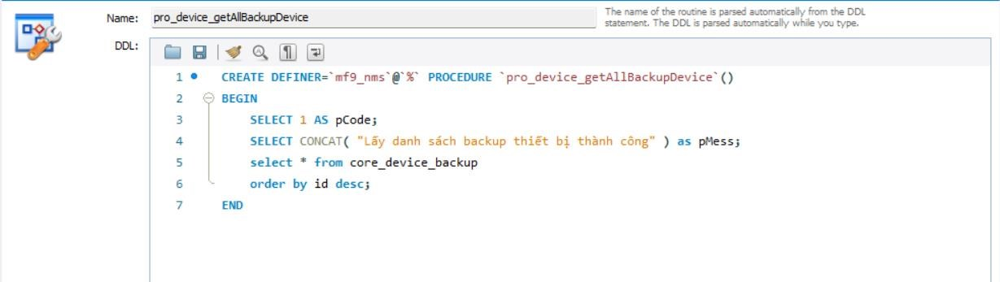 Name: pro_device_getAllBackupDevice
The name of the routine is parsed automatically from the DDL
statement. The DDL is parsed automatically while you type.
DDL:
1 CREATE DEFINER=`mf9_nms`@`%` PROCEDURE `pro_device_getAllBackupDevice`()
2 BEGIN
3 SELECT 1 AS pCode;
4 SELECT CONCAT( "Lấy danh sách backup thiết bị thành công" ) as pMess;
5 select * from core_device_backup
6 order by id desc;
7 END